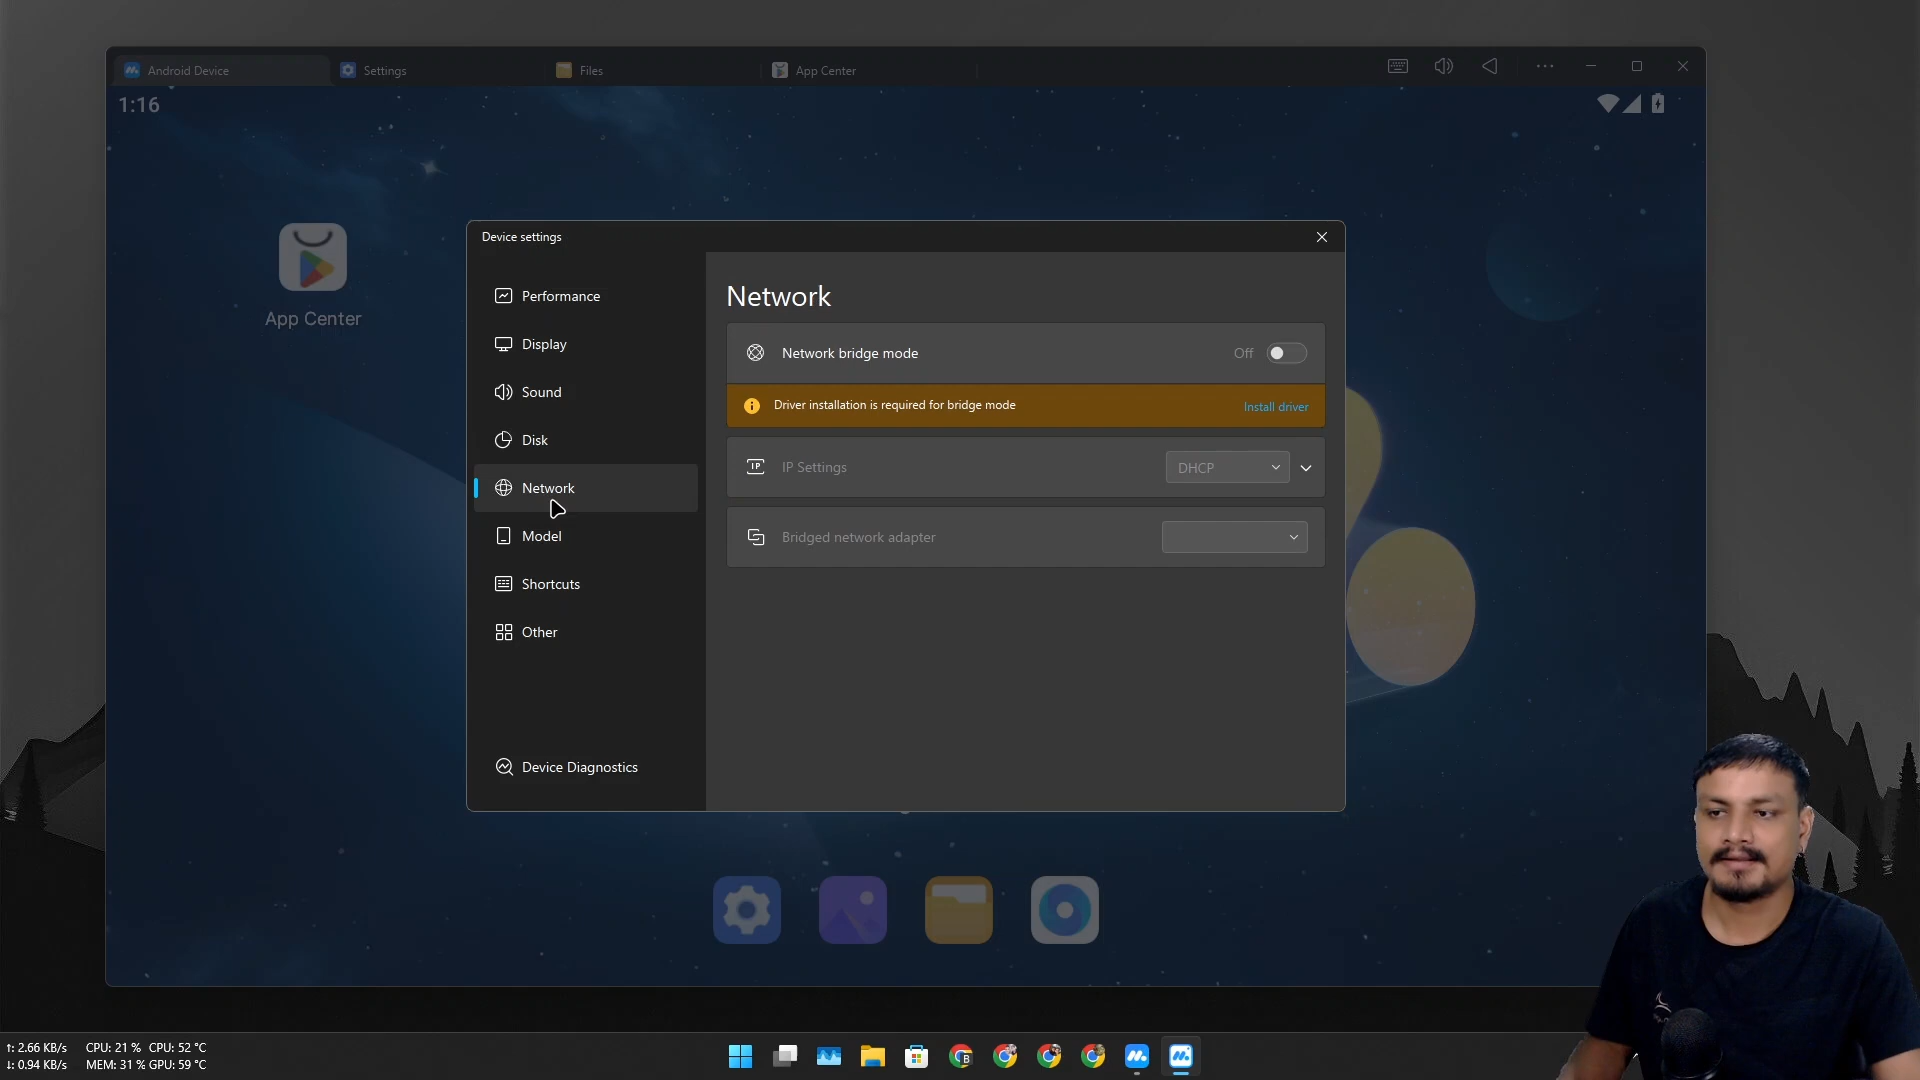 Android Device
Settings
Files
App Center
1:16
App Center
Device settings
Performance
Display
Sound
Disk
Network
Model
Shortcuts
Other
Device Diagnostics
Network
Network bridge mode
Off
Driver installation is required for bridge mode
Install driver
IP
IP Settings
DHCP
Bridged network adapter
↑: 2.66 KB/s CPU: 21 % CPU: 52 °C
↓: 0.94 KB/s MEM: 31 % GPU: 59 °C
B